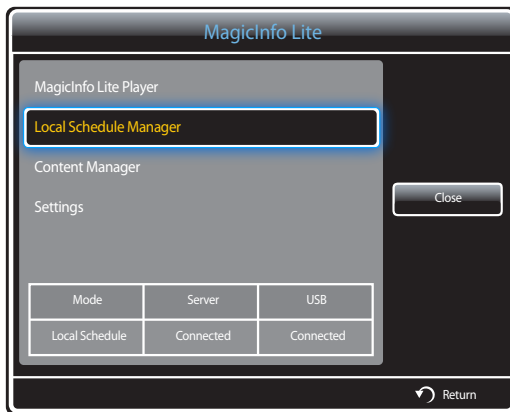 MagicInfo Lite
MagicInfo Lite Player
Local Schedule Manager
Content Manager
Settings
Close
Mode Server USB
Local Schedule Connected Connected
Return